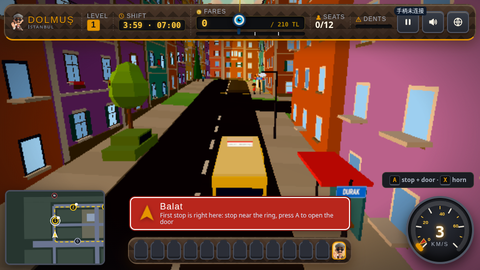 DOLMUŞ
ISTANBUL
LEVEL
1
SHIFT
3:59 · 07:00
FARES
0
/ 210 TL
SEATS
0/12
DENTS
手机未连接
DURAK
A stop + door · X horn
Balat
First stop is right here: stop near the ring, press A to open the
door
3
KM/S